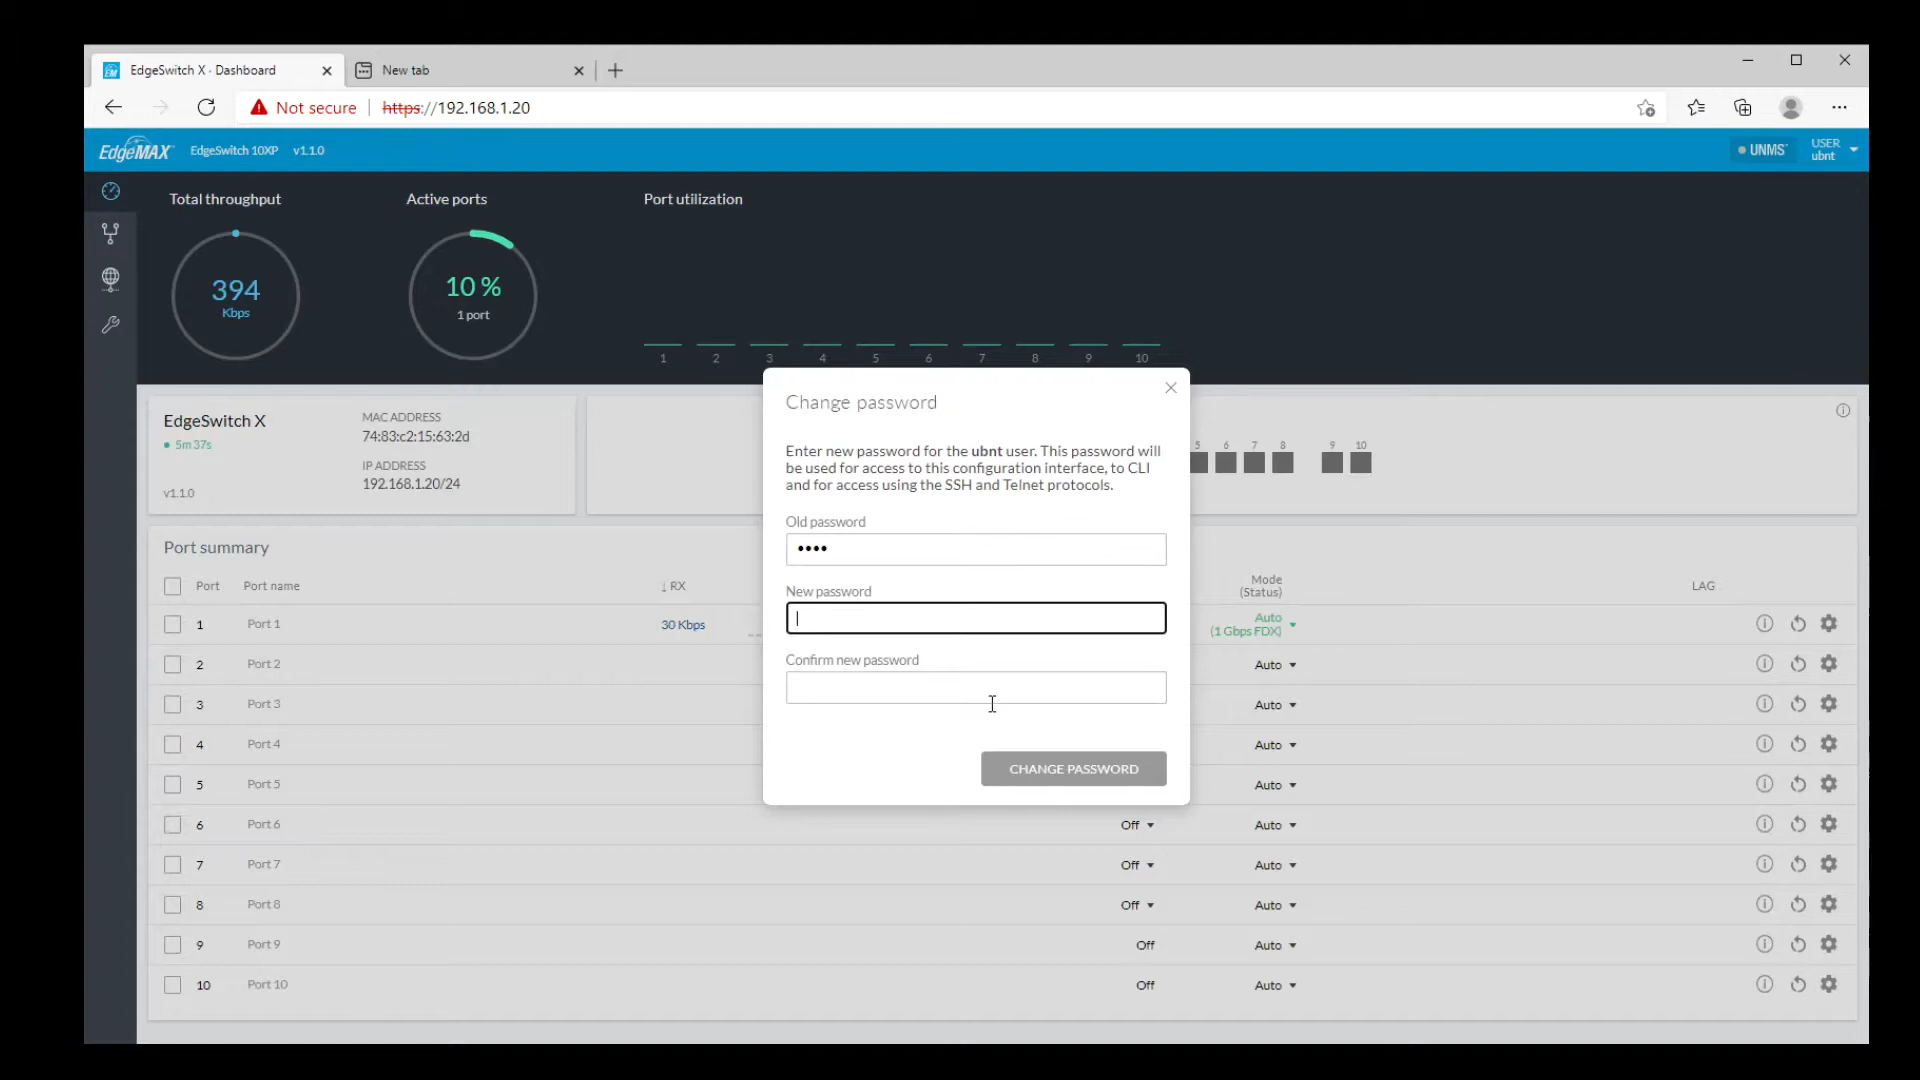 EdgeSwitch X - Dashboard
New tab
Not secure
https://192.168.1.20
EdgeMAX
EdgeSwitch 10XP
v1.1.0
UNMS
USER
ubnt
Total throughput
Active ports
Port utilization
394
Kbps
10 %
1 port
1 2 3 4 5 6 7 8 9 10
EdgeSwitch X
5m 37s
v1.1.0
MAC ADDRESS
74:83:c2:15:63:2d
IP ADDRESS
192.168.1.20/24
5 6 7 8 9 10
Change password
Enter new password for the ubnt user. This password will
be used for access to this configuration interface, to CLI
and for access using the SSH and Telnet protocols.
Old password
••••
New password
Confirm new password
CHANGE PASSWORD
Port summary
Port Port name ↓ RX Mode LAG
(Status)
1 Port 1 30 Kbps Auto
(1 Gbps FDX)
2 Port 2 Auto
3 Port 3 Auto
4 Port 4 Auto
5 Port 5 Auto
6 Port 6 Off Auto
7 Port 7 Off Auto
8 Port 8 Off Auto
9 Port 9 Off Auto
10 Port 10 Off Auto